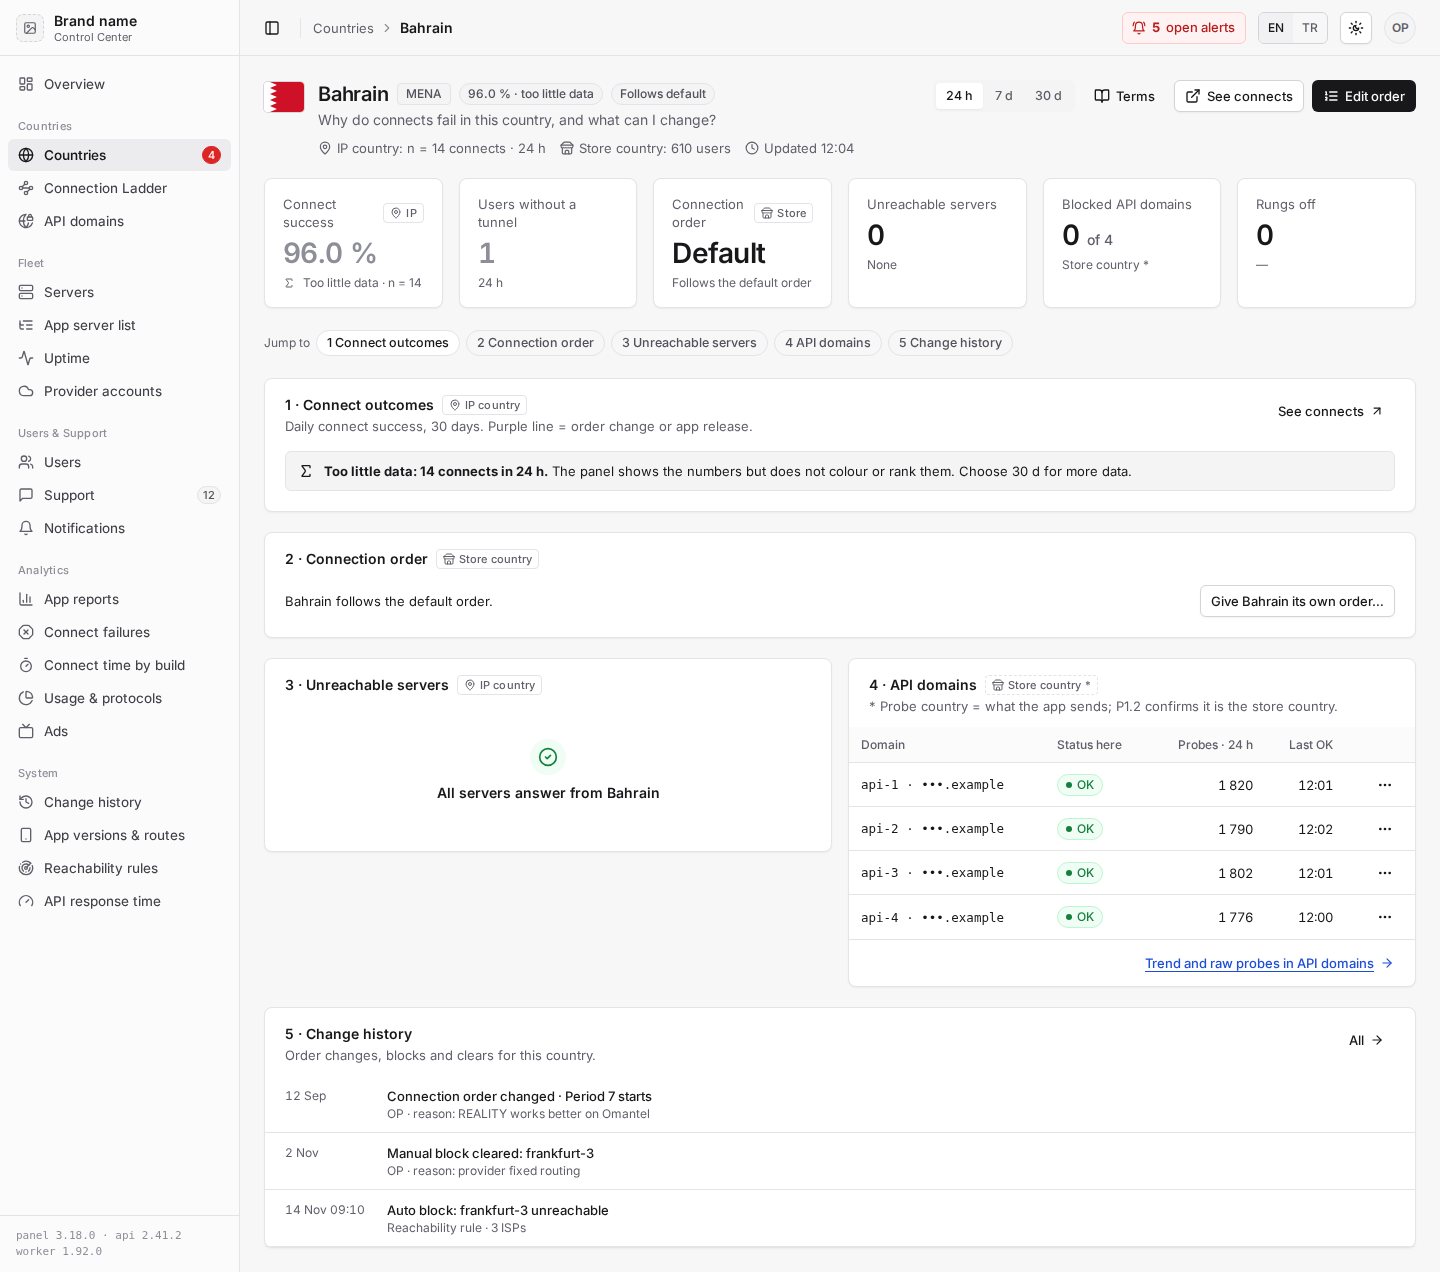 Brand name
Control Center
Overview
Countries
Countries
4
Connection Ladder
API domains
Fleet
Servers
App server list
Uptime
Provider accounts
Users & Support
Users
Support
12
Notifications
Analytics
App reports
Connect failures
Connect time by build
Usage & protocols
Ads
System
Change history
App versions & routes
Reachability rules
API response time
panel 3.18.0 · api 2.41.2
worker 1.92.0
Countries
Bahrain
5 open alerts
EN
TR
OP
Bahrain
MENA
96.0 % · too little data
Follows default
Why do connects fail in this country, and what can I change?
IP country: n = 14 connects · 24 h
Store country: 610 users
Updated 12:04
24 h
7 d
30 d
Terms
See connects
Edit order
Connect
success
IP
96.0 %
Too little data · n = 14
Users without a
tunnel
1
24 h
Connection
order
Store
Default
Follows the default order
Unreachable servers
0
None
Blocked API domains
0 of 4
Store country *
Rungs off
0
—
Jump to
1 Connect outcomes
2 Connection order
3 Unreachable servers
4 API domains
5 Change history
1 · Connect outcomes
IP country
Daily connect success, 30 days. Purple line = order change or app release.
See connects
Too little data: 14 connects in 24 h. The panel shows the numbers but does not colour or rank them. Choose 30 d for more data.
2 · Connection order
Store country
Bahrain follows the default order.
Give Bahrain its own order...
3 · Unreachable servers
IP country
All servers answer from Bahrain
4 · API domains
Store country *
* Probe country = what the app sends; P1.2 confirms it is the store country.
Domain Status here Probes · 24 h Last OK
api-1 · •••.example OK 1 820 12:01
api-2 · •••.example OK 1 790 12:02
api-3 · •••.example OK 1 802 12:01
api-4 · •••.example OK 1 776 12:00
Trend and raw probes in API domains
5 · Change history
Order changes, blocks and clears for this country.
All
12 Sep
Connection order changed · Period 7 starts
OP · reason: REALITY works better on Omantel
2 Nov
Manual block cleared: frankfurt-3
OP · reason: provider fixed routing
14 Nov 09:10
Auto block: frankfurt-3 unreachable
Reachability rule · 3 ISPs